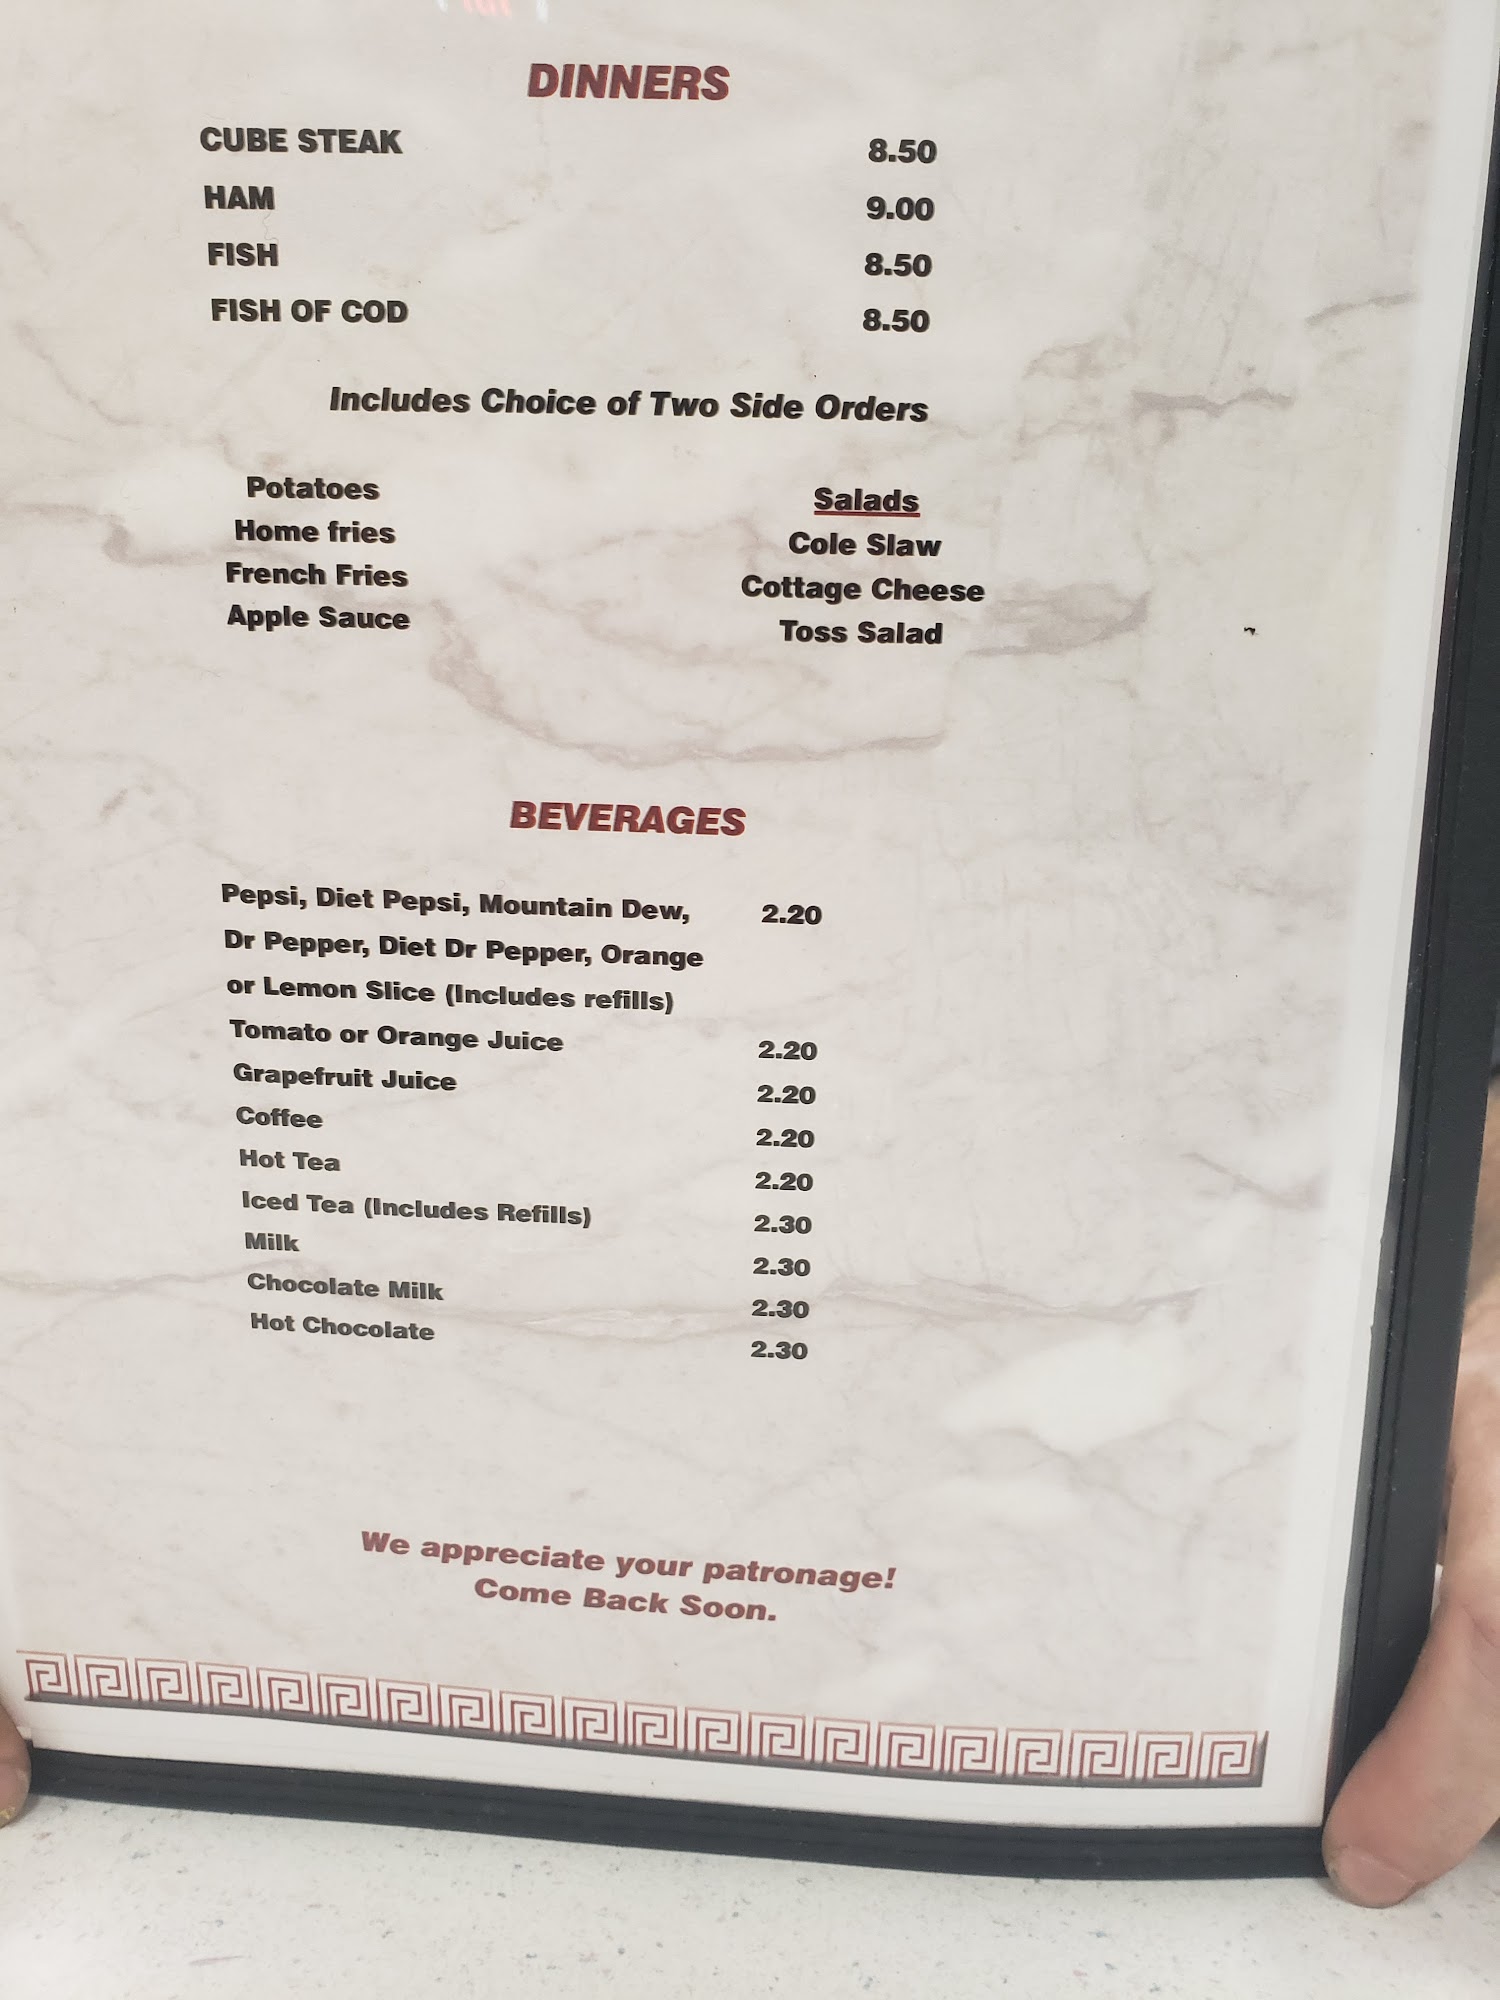 DINNERS
CUBE STEAK 8.50
HAM 9.00
FISH 8.50
FISH OF COD 8.50
Includes Choice of Two Side Orders
Potatoes
Home fries
French Fries
Apple Sauce
Salads
Cole Slaw
Cottage Cheese
Toss Salad
BEVERAGES
Pepsi, Diet Pepsi, Mountain Dew, 2.20
Dr Pepper, Diet Dr Pepper, Orange
or Lemon Slice (Includes refills)
Tomato or Orange Juice 2.20
Grapefruit Juice 2.20
Coffee 2.20
Hot Tea 2.20
Iced Tea (Includes Refills) 2.30
Milk 2.30
Chocolate Milk 2.30
Hot Chocolate 2.30
We appreciate your patronage!
Come Back Soon.